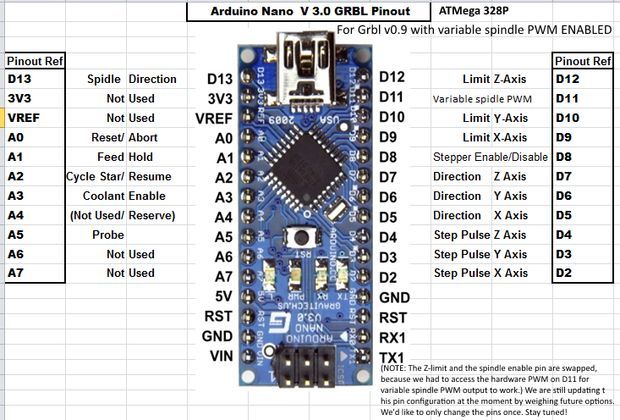 Arduino Nano V 3.0 GRBL Pinout
ATMega 328P
For Grbl v0.9 with variable spindle PWM ENABLED
Pinout Ref
D13 Spidle Direction
3V3 Not Used
VREF Not Used
A0 Reset/ Abort
A1 Feed Hold
A2 Cycle Star/ Resume
A3 Coolant Enable
A4 (Not Used/ Reserve)
A5 Probe
A6 Not Used
A7 Not Used
D13
3V3
VREF
A0
A1
A2
A3
A4
A5
A6
A7
5V
RST
GND
VIN
USA
2009
RST
ARDUINO.CC
PWR
RX
TX
GRAVITECH.US
ARDUINO
NANO
V3.0
ICSP
D12
D11
D10
D9
D8
D7
D6
D5
D4
D3
D2
GND
RST
RX1
TX1
Pinout Ref
Limit Z-Axis D12
Variable spidle PWM D11
Limit Y-Axis D10
Limit X-Axis D9
Stepper Enable/Disable D8
Direction Z Axis D7
Direction Y Axis D6
Direction X Axis D5
Step Pulse Z Axis D4
Step Pulse Y Axis D3
Step Pulse X Axis D2
(NOTE: The Z-limit and the spindle enable pin are swapped,
because we had to access the hardware PWM on D11 for
variable spindle PWM output to work.) We are still updating t
his pin configuration at the moment by weighing future options.
We'd like to only change the pins once. Stay tuned!